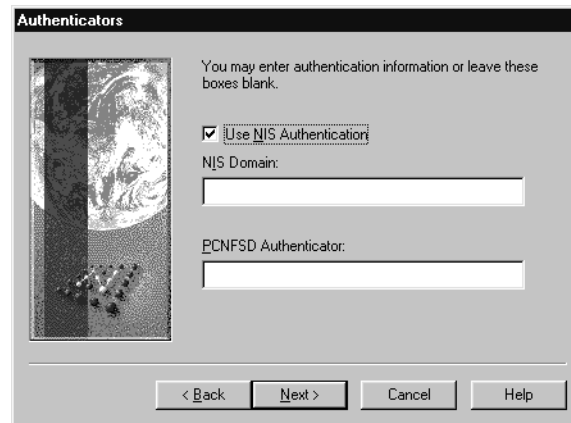 Authenticators
You may enter authentication information or leave these
boxes blank.
Use NIS Authentication
NIS Domain:
PCNFSD Authenticator:
< Back
Next >
Cancel
Help